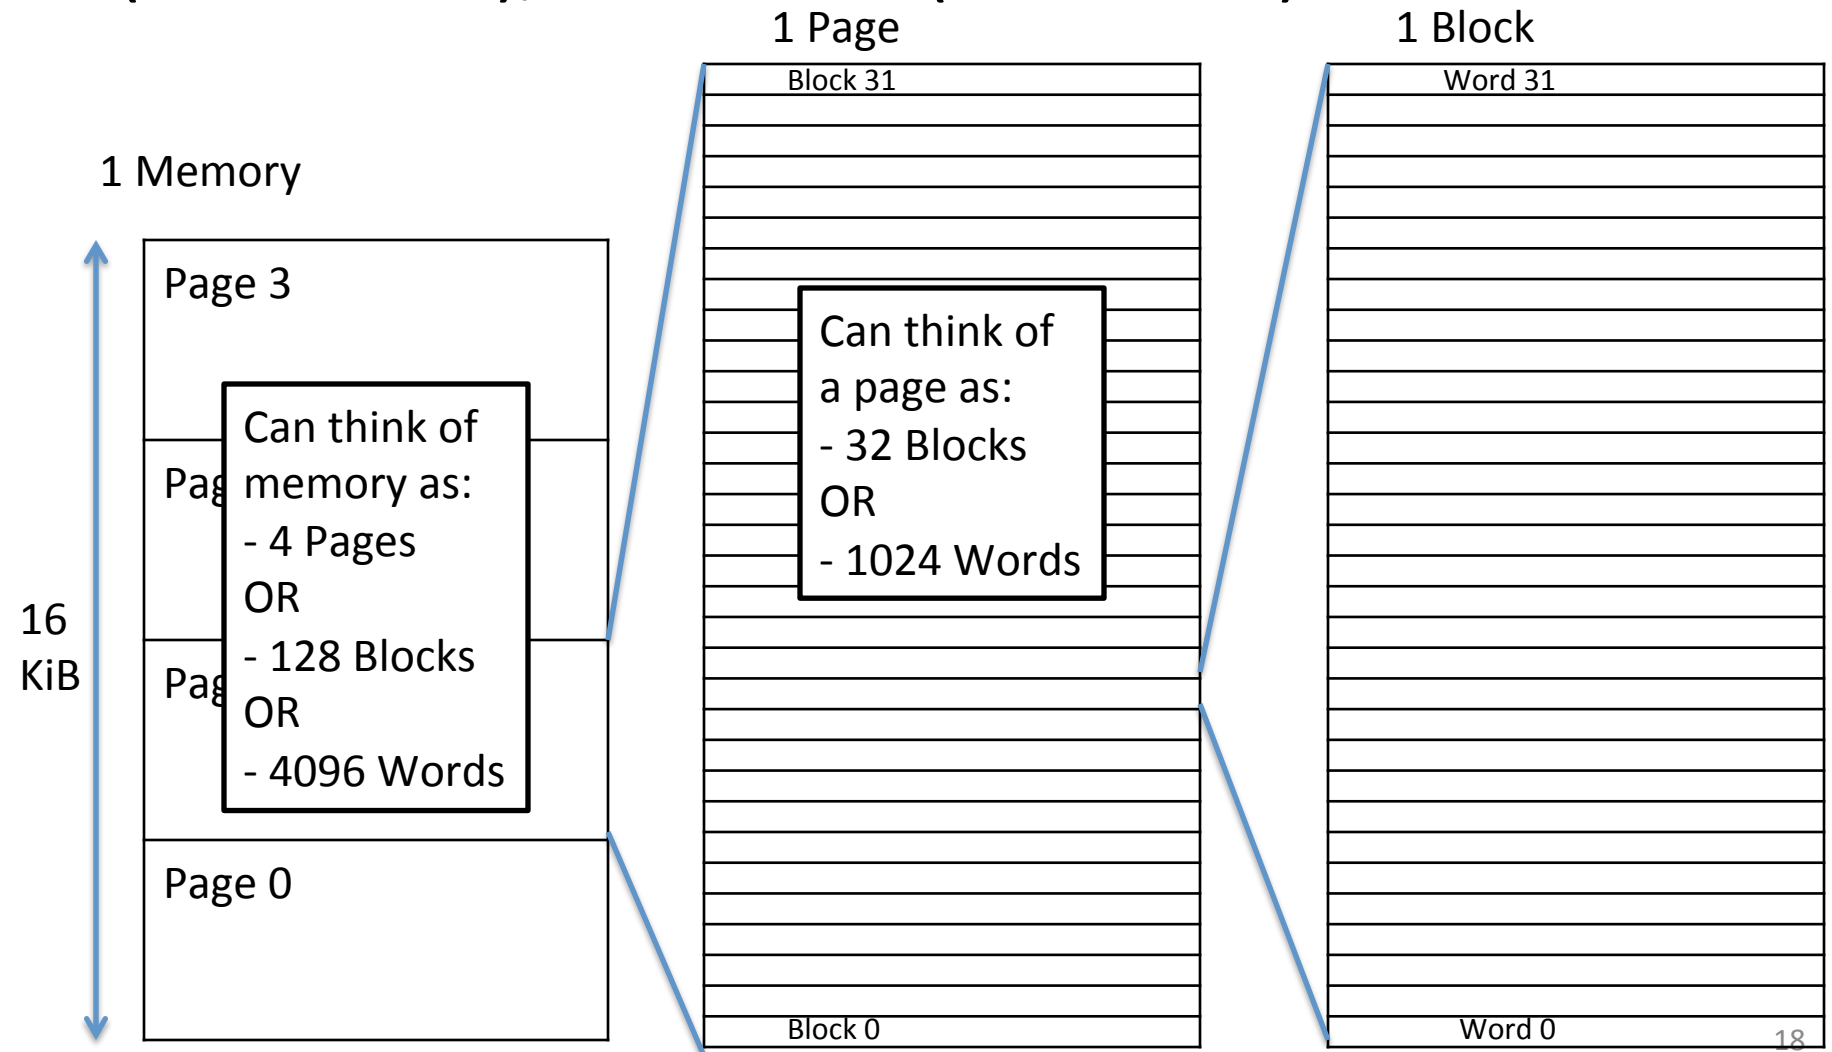 1 Memory
16
KiB
Page 3
Pag
Pag
Page 0
Can think of
memory as:
- 4 Pages
OR
- 128 Blocks
OR
- 4096 Words
1 Page
Block 31
Can think of
a page as:
- 32 Blocks
OR
- 1024 Words
Block 0
1 Block
Word 31
Word 0
18